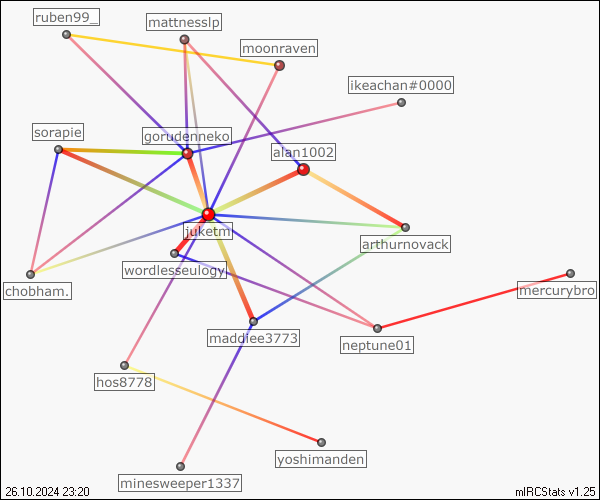 ruben99_
mattnesslp
moonraven
ikeachan#0000
sorapie
gorudenneko
alan1002
juketm
arthurnovack
wordlesseulogy
chobham.
mercurybro
maddiee3773
neptune01
hos8778
yoshimanden
minesweeper1337
26.10.2024 23:20
mIRCStats v1.25